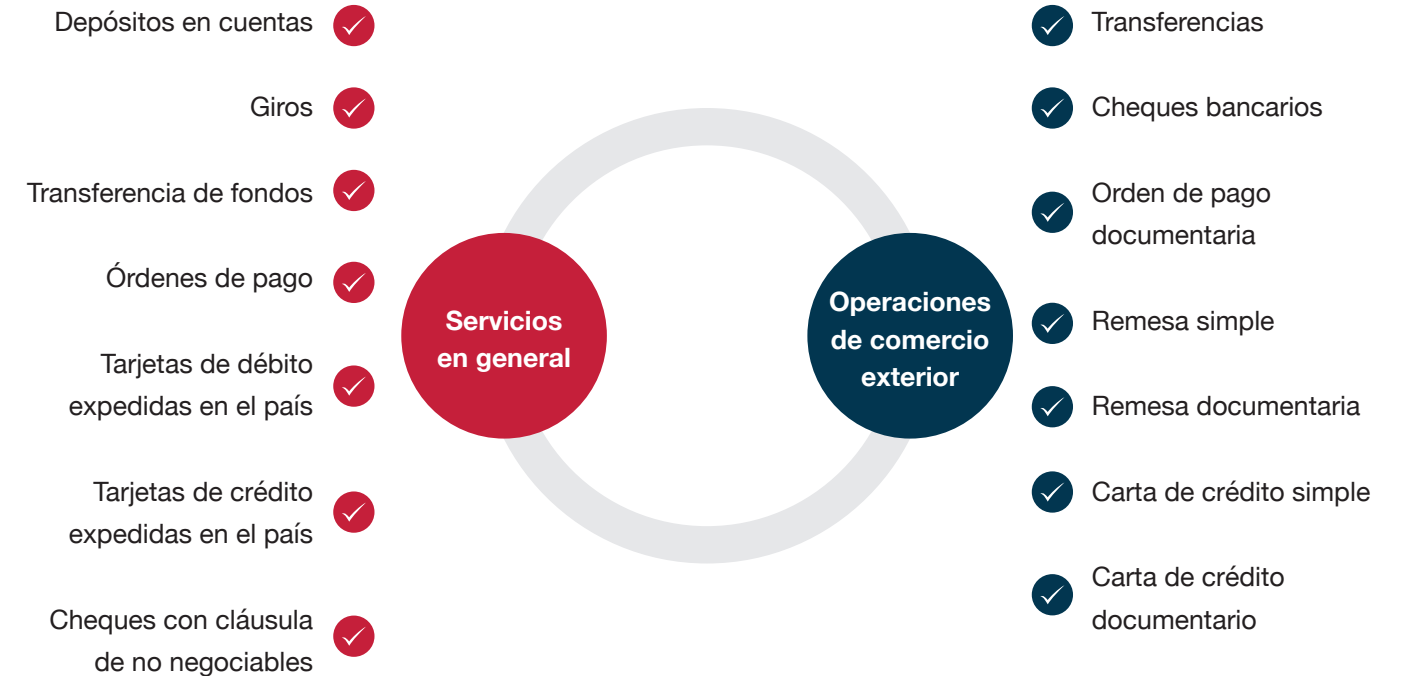 Depósitos en cuentas
Giros
Transferencia de fondos
Órdenes de pago
Tarjetas de débito
expedidas en el país
Tarjetas de crédito
expedidas en el país
Cheques con cláusula
de no negociables
Servicios
en general
Operaciones
de comercio
exterior
Transferencias
Cheques bancarios
Orden de pago
documentaria
Remesa simple
Remesa documentaria
Carta de crédito simple
Carta de crédito
documentario